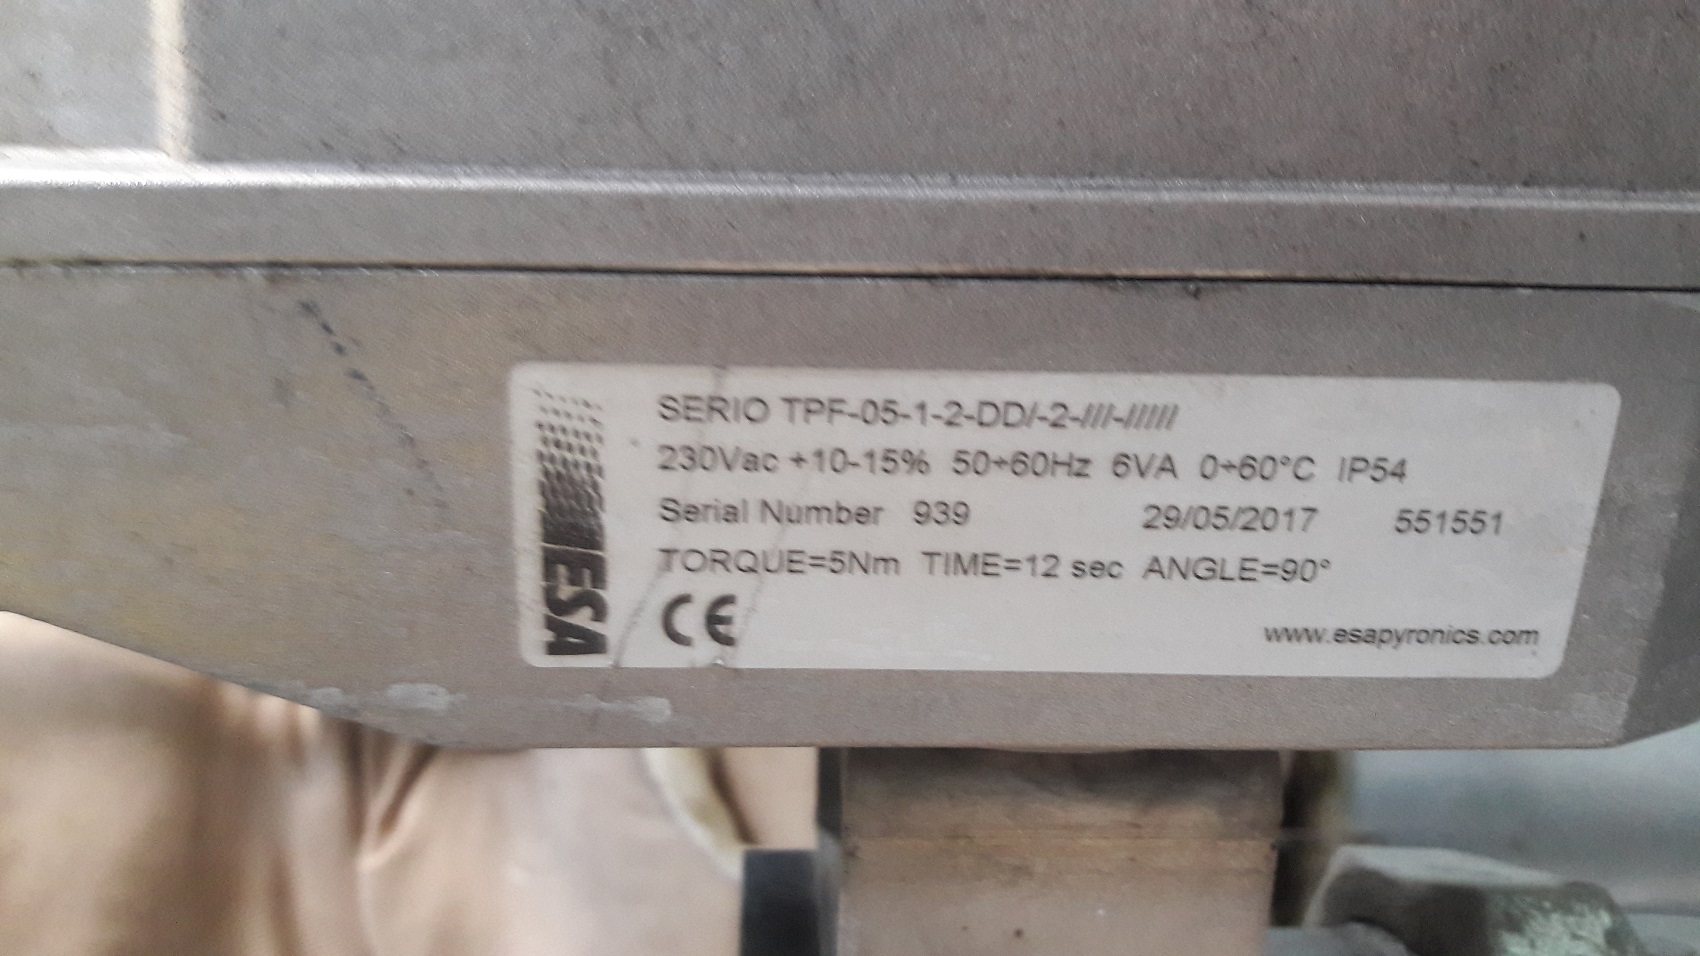 SERIO TPF-05-1-2-DD/-2-///-/////
230Vac +10-15% 50÷60Hz 6VA 0÷60°C IP54
Serial Number 939 29/05/2017 551551
TORQUE=5Nm TIME=12 sec ANGLE=90°
CE
www.esapyronics.com
ESA